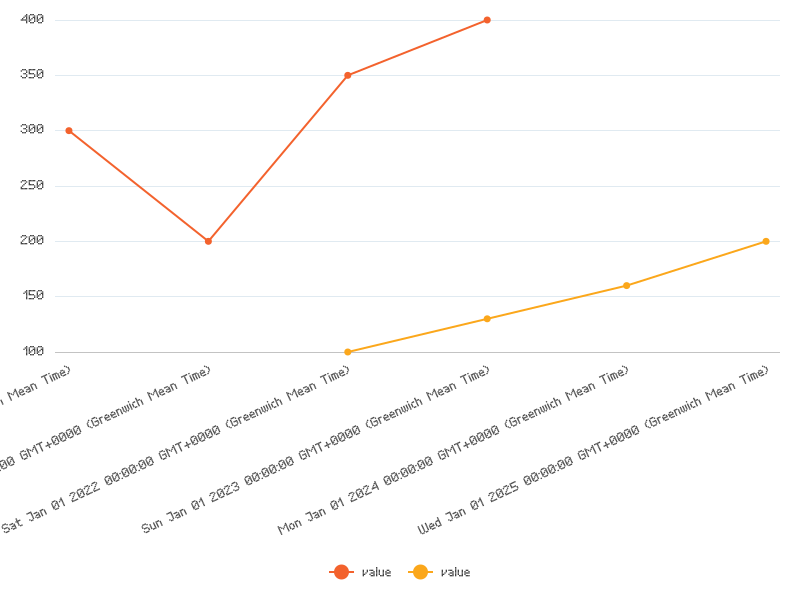 400
350
300
250
200
150
100
Mean Time)
00 GMT+0000 (Greenwich Mean Time)
Sat Jan 01 2022 00:00:00 GMT+0000 (Greenwich Mean Time)
Sun Jan 01 2023 00:00:00 GMT+0000 (Greenwich Mean Time)
Mon Jan 01 2024 00:00:00 GMT+0000 (Greenwich Mean Time)
Wed Jan 01 2025 00:00:00 GMT+0000 (Greenwich Mean Time)
value value